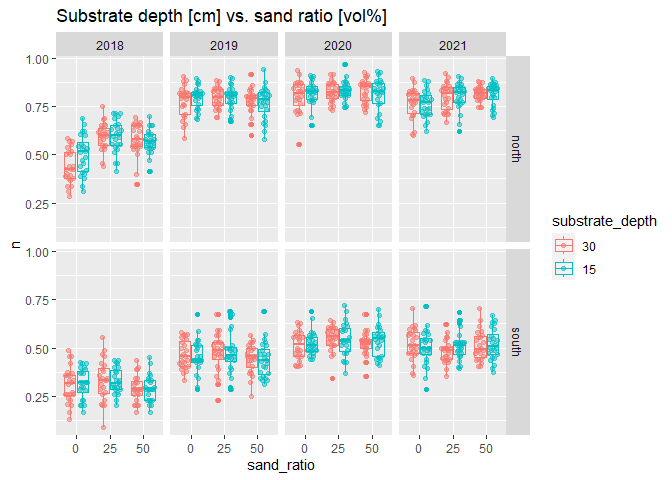 Substrate depth [cm] vs. sand ratio [vol%]
2018 2019 2020 2021
1.00
0.75
0.50
0.25
north
1.00
0.75
0.50
0.25
south
n
0 25 50 0 25 50 0 25 50 0 25 50
sand_ratio
substrate_depth
30
15